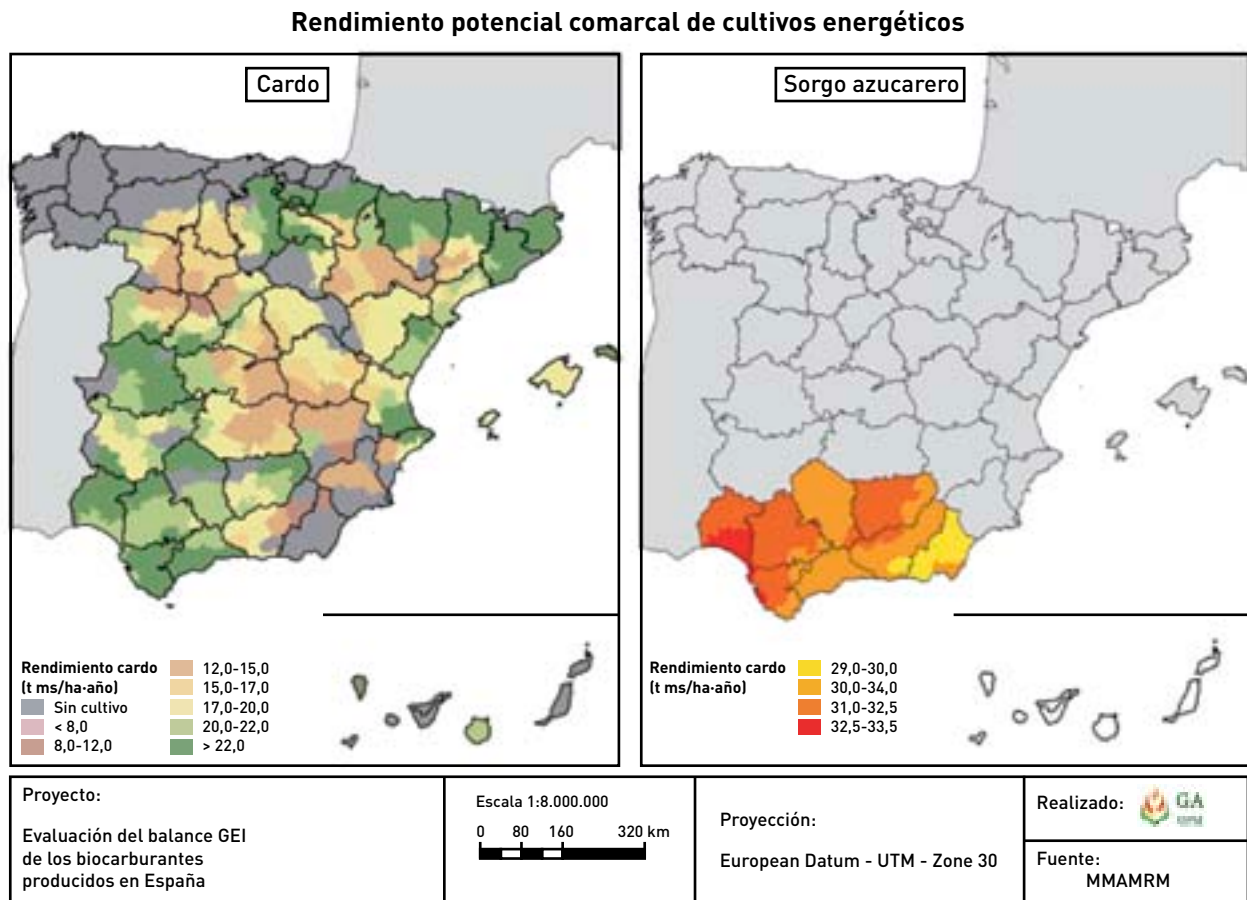 Rendimiento potencial comarcal de cultivos energéticos
Cardo
Rendimiento cardo
(t ms/ha·año)
Sin cultivo
< 8,0
8,0-12,0
12,0-15,0
15,0-17,0
17,0-20,0
20,0-22,0
> 22,0
Sorgo azucarero
Rendimiento cardo
(t ms/ha·año)
29,0-30,0
30,0-34,0
31,0-32,5
32,5-33,5
Proyecto:
Evaluación del balance GEI
de los biocarburantes
producidos en España
Escala 1:8.000.000
0 80 160 320 km
Proyección:
European Datum - UTM - Zone 30
Realizado:
GA
Fuente:
MMAMRM